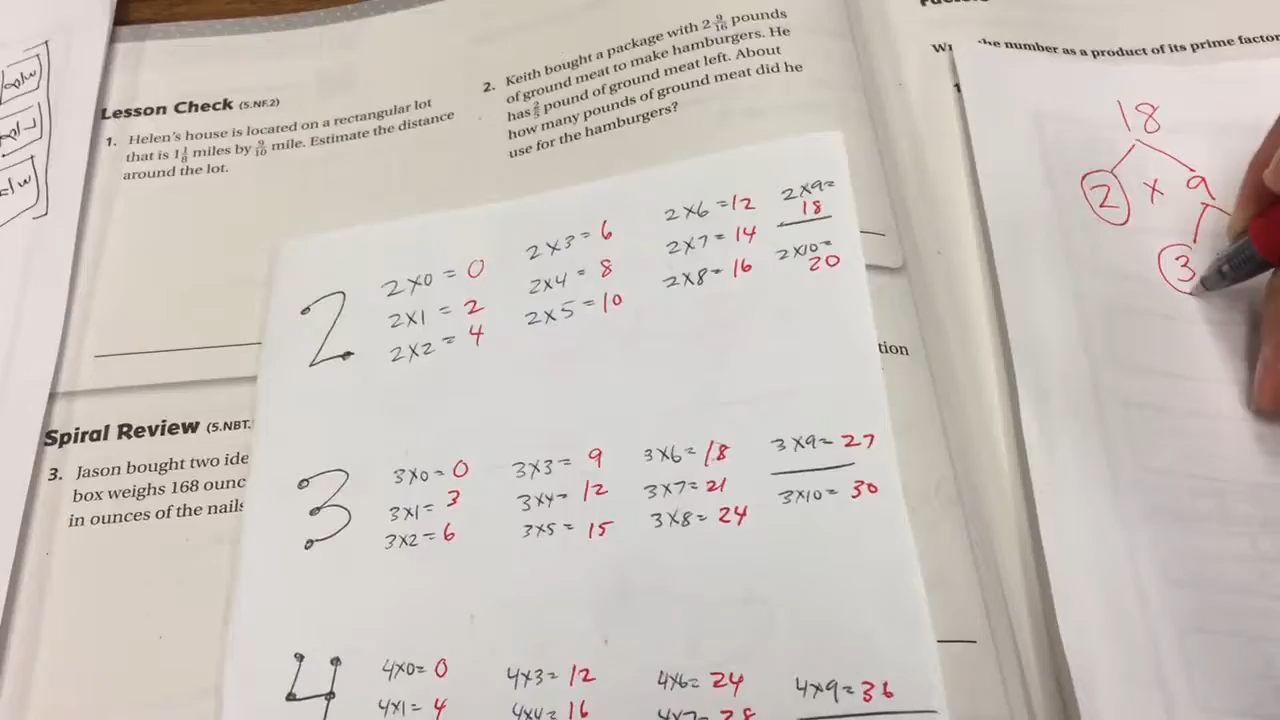 Lesson Check (5.NF.2)
1. Helen's house is located on a rectangular lot
that is 1 1/8 miles by 9/10 mile. Estimate the distance
around the lot.
2. Keith bought a package with 2 9/16 pounds
of ground meat to make hamburgers. He
has 2/5 pound of ground meat left. About
how many pounds of ground meat did he
use for the hamburgers?
the number as a product of its prime factor
18
2 x 9
3
2
2x0 = 0
2x1 = 2
2x2 = 4
2x3 = 6
2x4 = 8
2x5 = 10
2x6 = 12
2x7 = 14
2x8 = 16
2x9=
18
2x10=
20
tion
Spiral Review (5.NBT.
3. Jason bought two ide
box weighs 168 ounc
in ounces of the nails
3
3x0= 0
3x1= 3
3x2= 6
3x3= 9
3x4= 12
3x5= 15
3x6= 18
3x7= 21
3x8= 24
3x9= 27
3x10= 30
4
4x0= 0
4x1= 4
4x3= 12
4x4= 16
4x6= 24
4x7= 28
4x9= 36